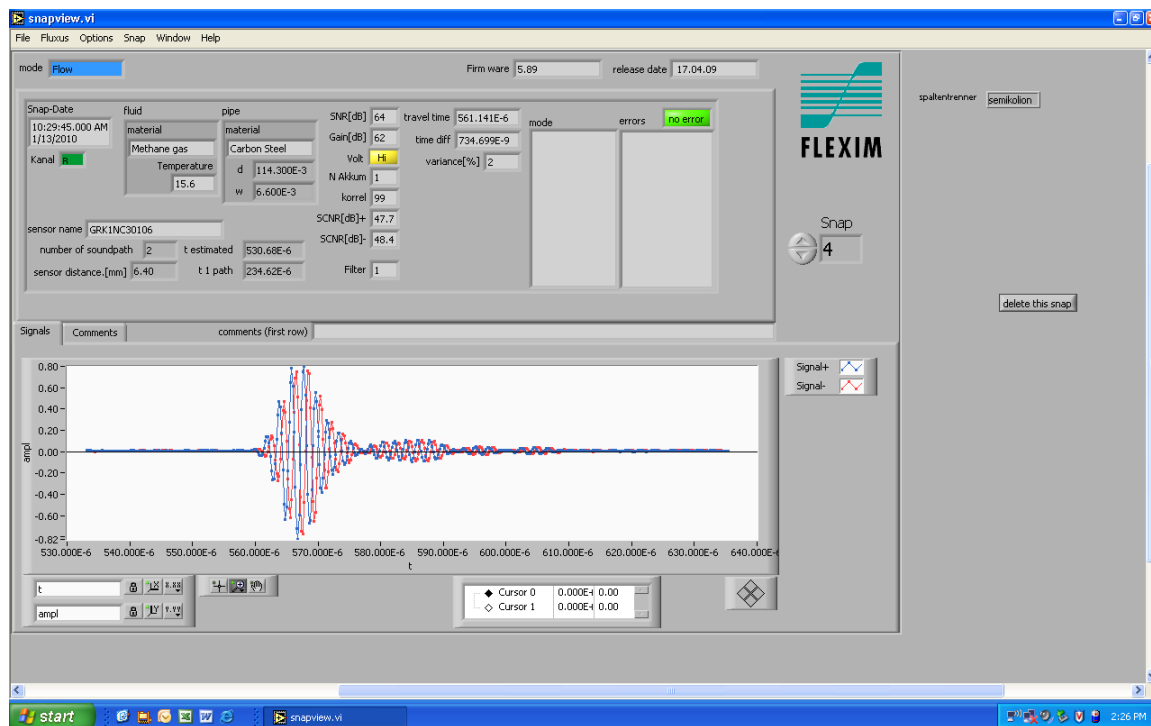 snapview.vi
File Fluxus Options Snap Window Help
mode Flow
Firm ware 5.89
release date 17.04.09
Snap-Date
10:29:45.000 AM
1/13/2010
Kanal B
fluid
material
Methane gas
Temperature
15.6
pipe
material
Carbon Steel
d 114.300E-3
w 6.600E-3
sensor name GRK1NC30106
number of soundpath 2
sensor distance.[mm] 6.40
t estimated 530.68E-6
t 1 path 234.62E-6
SNR[dB] 64
Gain[dB] 62
Volt Hi
N Akkum 1
korrel 99
SCNR[dB]+ 47.7
SCNR[dB]- 48.4
Filter 1
travel time 561.141E-6
time diff 734.699E-9
variance[%] 2
mode
errors no error
FLEXIM
Snap
4
spaltentrenner semikolion
delete this snap
Signals Comments
comments (first row)
Signal+
Signal-
ampl
0.80
0.60
0.40
0.20
0.00
-0.20
-0.40
-0.60
-0.82
530.000E-6 540.000E-6 550.000E-6 560.000E-6 570.000E-6 580.000E-6 590.000E-6 600.000E-6 610.000E-6 620.000E-6 630.000E-6 640.000E-6
t
t
ampl
Cursor 0 0.000E+ 0.00
Cursor 1 0.000E+ 0.00
start
snapview.vi
2:26 PM